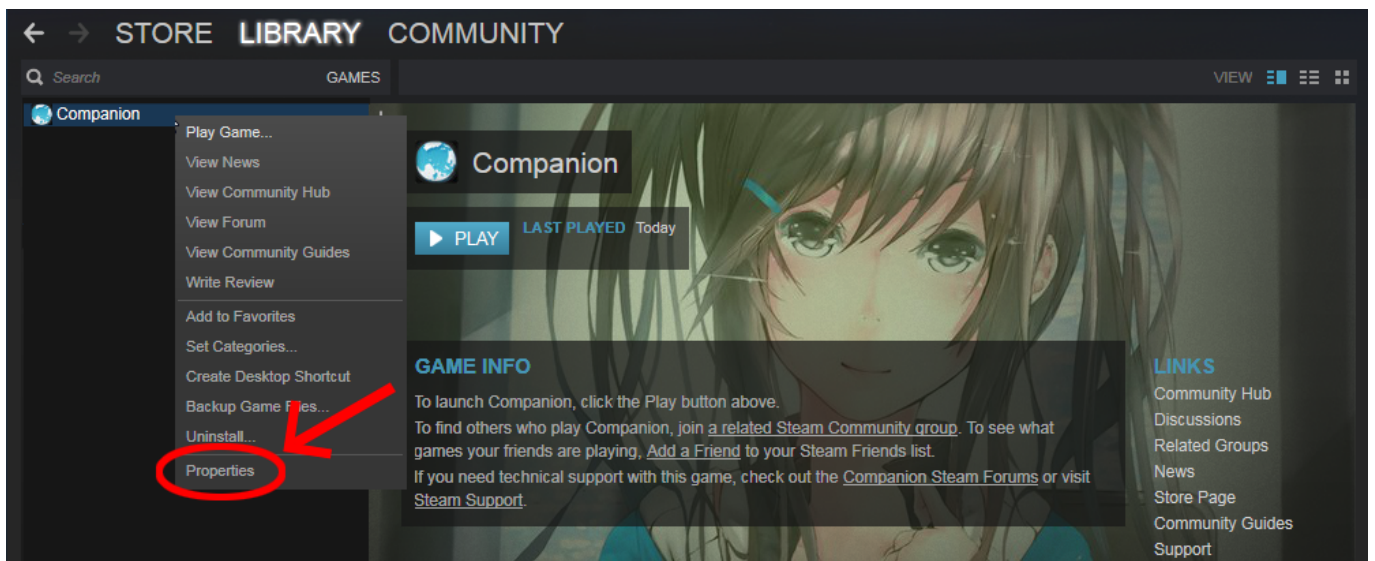 STORE LIBRARY COMMUNITY
Search GAMES VIEW
Companion
Play Game...
View News
View Community Hub
View Forum
View Community Guides
Write Review
Add to Favorites
Set Categories...
Create Desktop Shortcut
Backup Game Files...
Uninstall...
Properties
Companion
PLAY LAST PLAYED Today
GAME INFO
To launch Companion, click the Play button above.
To find others who play Companion, join a related Steam Community group. To see what
games your friends are playing, Add a Friend to your Steam Friends list.
If you need technical support with this game, check out the Companion Steam Forums or visit
Steam Support.
LINKS
Community Hub
Discussions
Related Groups
News
Store Page
Community Guides
Support